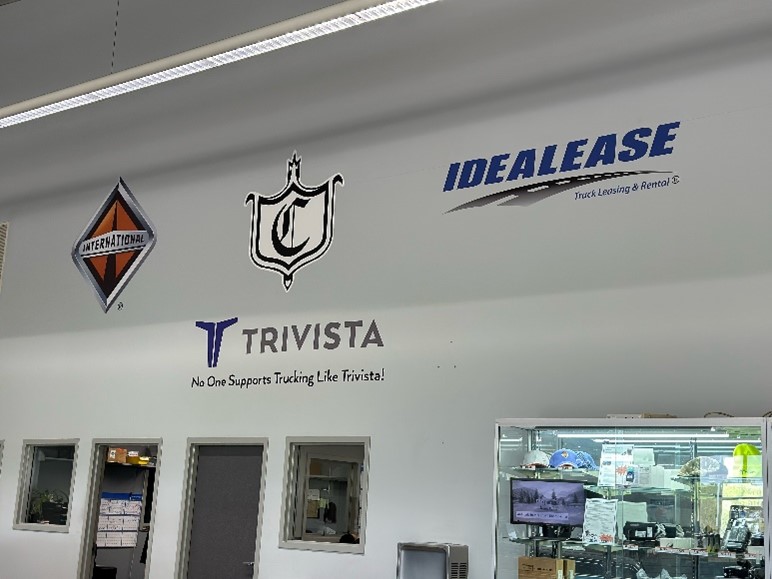 IDEALEASE
Truck Leasing & Rental ®
INTERNATIONAL
®
C
TRIVISTA
No One Supports Trucking Like Trivista!